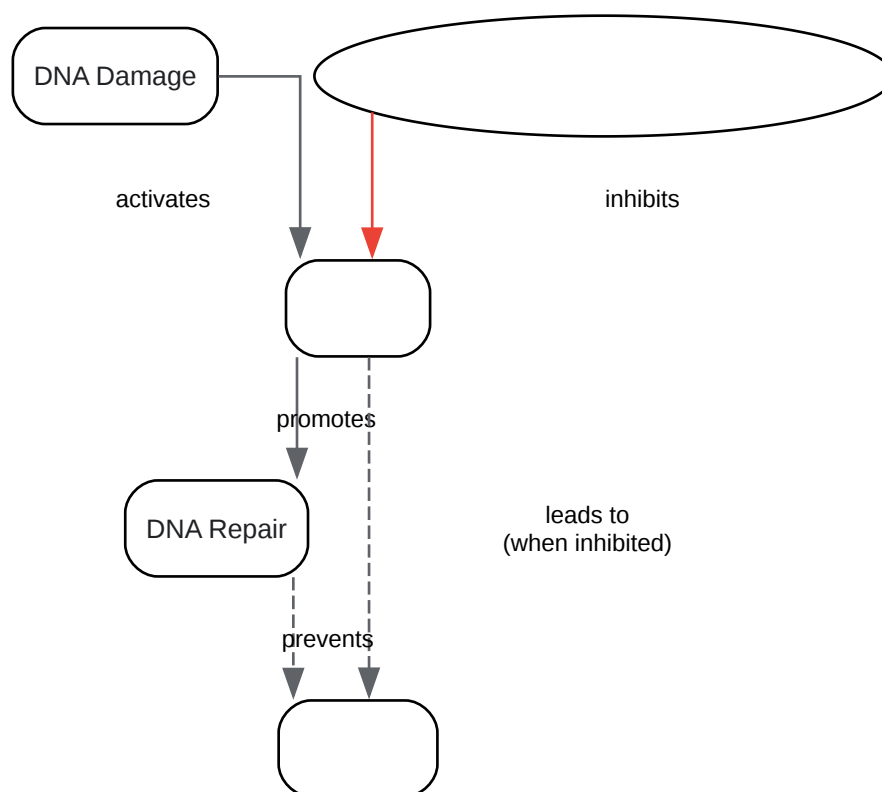 DNA Damage
activates
inhibits
promotes
DNA Repair
leads to
(when inhibited)
prevents